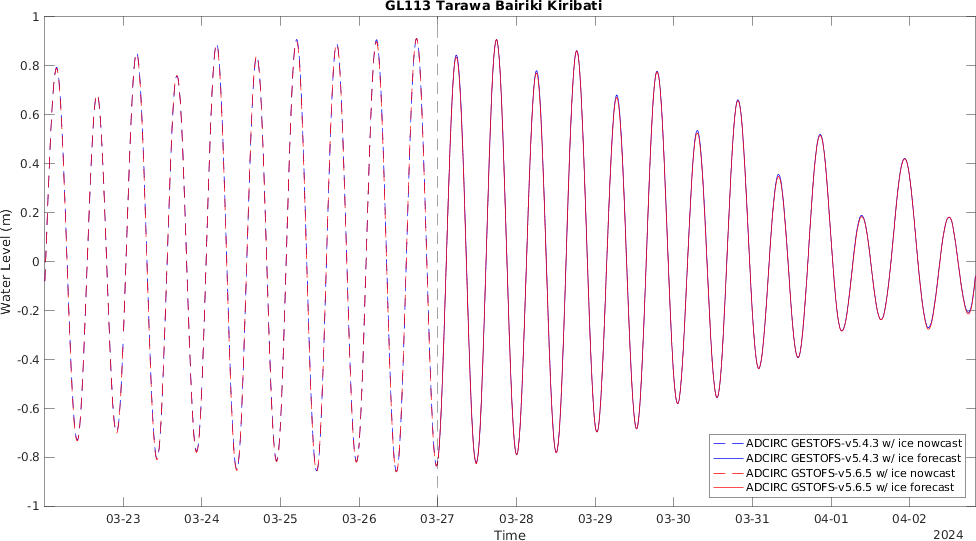 GL113 Tarawa Bairiki Kiribati
1
0.8
0.6
0.4
0.2
0
-0.2
-0.4
-0.6
-0.8
-1
Water Level (m)
03-23 03-24 03-25 03-26 03-27 03-28 03-29 03-30 03-31 04-01 04-02
Time
2024
ADCIRC GESTOFS-v5.4.3 w/ ice nowcast
ADCIRC GESTOFS-v5.4.3 w/ ice forecast
ADCIRC GSTOFS-v5.6.5 w/ ice nowcast
ADCIRC GSTOFS-v5.6.5 w/ ice forecast